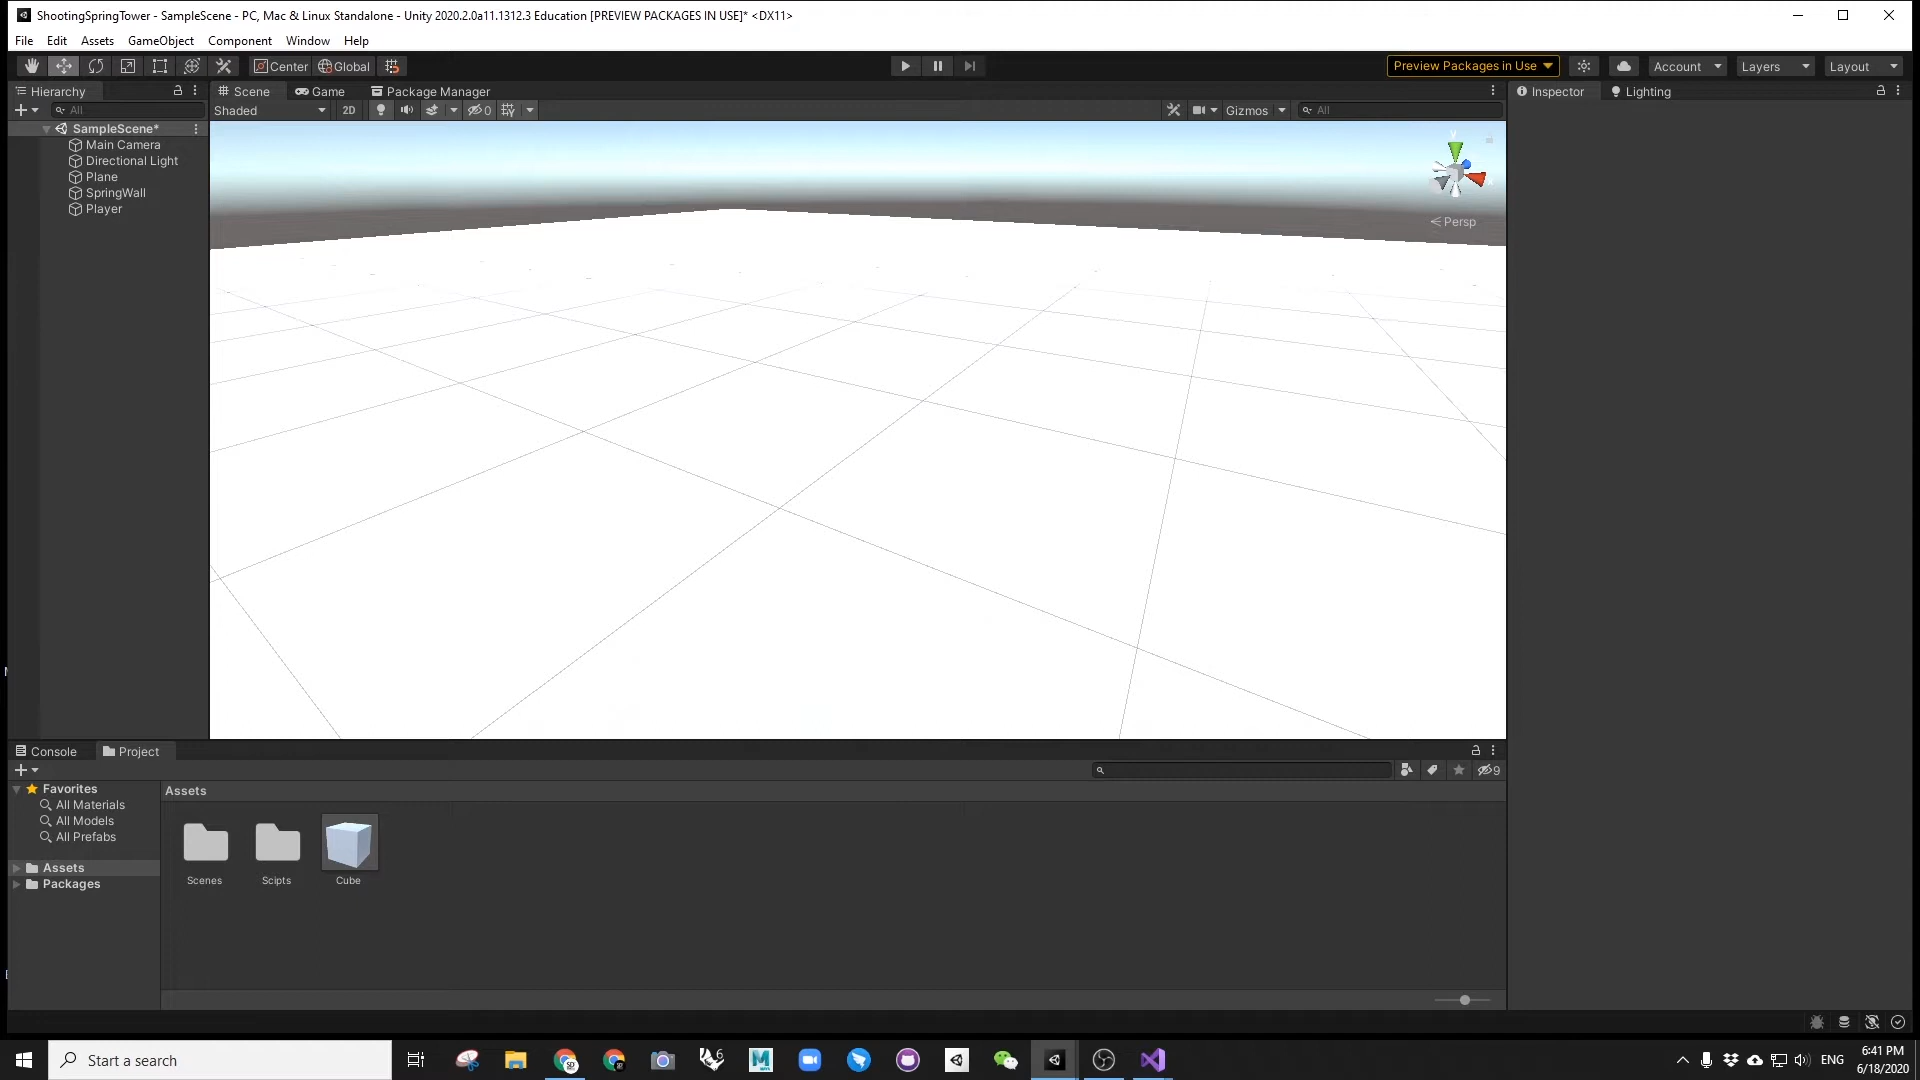 ShootingSpringTower - SampleScene - PC, Mac & Linux Standalone - Unity 2020.2.0a11.1312.3 Education [PREVIEW PACKAGES IN USE]* <DX11>
File Edit Assets GameObject Component Window Help
Center Global Preview Packages in Use Account Layers Layout
Hierarchy Scene Game Package Manager Inspector Lighting
All Shaded 2D 0 Gizmos All
SampleScene*
Main Camera
Directional Light
Plane
SpringWall
Player
y
x
Persp
Console Project
9
Favorites
All Materials
All Models
All Prefabs
Assets
Packages
Assets
Scenes Scipts Cube
Start a search
ENG
6:41 PM
6/18/2020